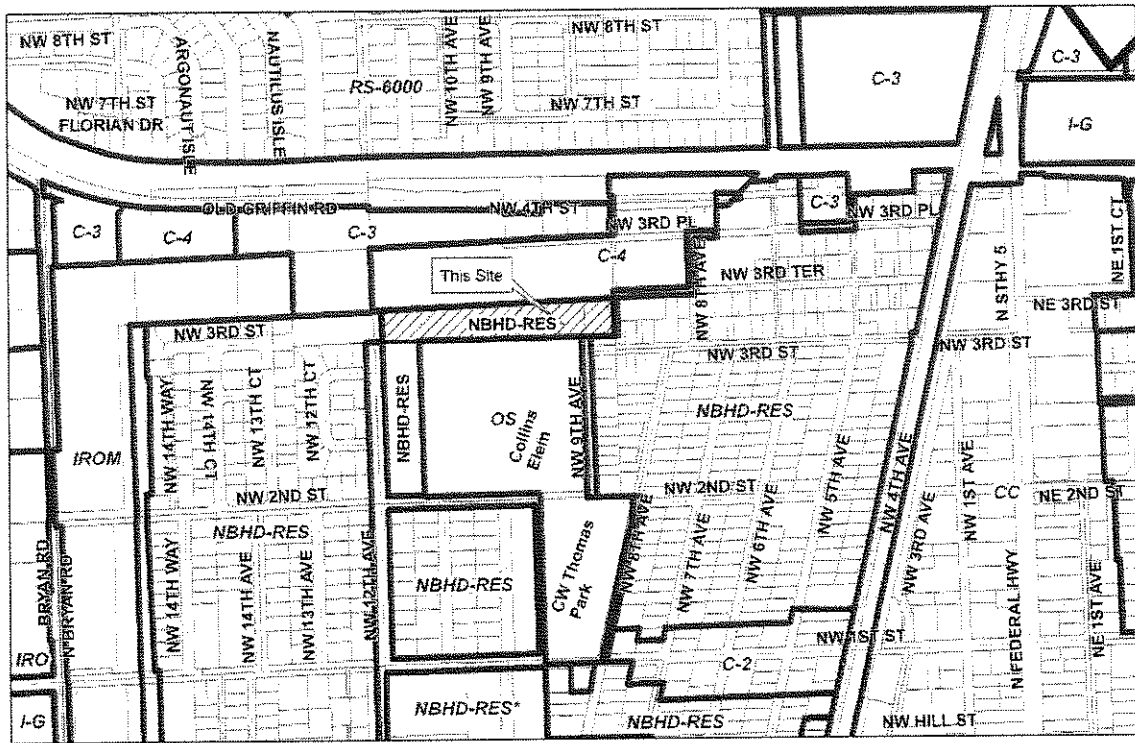 NW 8TH ST
ARGONAUT ISLE
NAUTILUS ISLE
RS-6000
NW 10TH AVE
NW 9TH AVE
NW 8TH ST
C-3
C-3
NW 7TH ST
FLORIAN DR
NW 7TH ST
I-G
OLD GRIFFIN RD
NW 4TH ST
C-3
C-4
C-3
NW 3RD PL
C-3
NW 3RD PL
NE 1ST CT
C-4
NW 8TH AVE
NW 3RD TER
N STHY 5
This Site
NE 3RD ST
NW 3RD ST
NBHD-RES
NW 3RD ST
NW 3RD ST
NW 14TH WAY
NW 14TH CT
NW 13TH CT
NW 12TH CT
NBHD-RES
OS
Collins
Elem
NW 9TH AVE
NBHD-RES
IROM
NW 2ND ST
NW 2ND ST
NW 5TH AVE
NW 4TH AVE
NW 3RD AVE
NW 1ST AVE
CC
NE 2ND ST
NBHD-RES
BRYAN RD
N BRYAN RD
NW 14TH WAY
NW 14TH AVE
NW 13TH AVE
NW 12TH AVE
NBHD-RES
CW Thomas
Park
NW 8TH AVE
NW 7TH AVE
NW 6TH AVE
N FEDERAL HWY
NE 1ST AVE
NW 1ST ST
IRO
C-2
I-G
NBHD-RES*
NBHD-RES
NW HILL ST